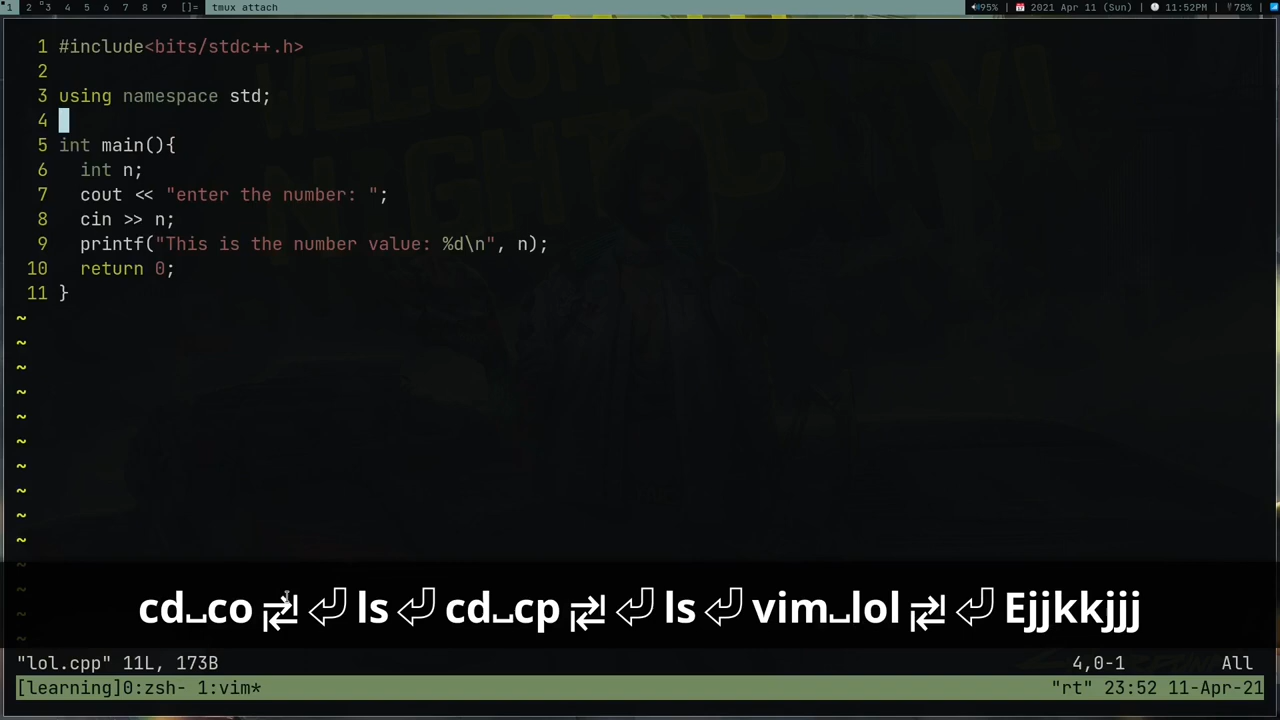 1 2 3 4 5 6 7 8 9 []= tmux attach 95% | 2021 Apr 11 (Sun) | 11:52PM | 78% |
1 #include<bits/stdc++.h>
2
3 using namespace std;
4
5 int main(){
6 int n;
7 cout << "enter the number: ";
8 cin >> n;
9 printf("This is the number value: %d\n", n);
10 return 0;
11 }
~
~
~
~
~
~
~
~
~
~
~
~
~
~
cd␣co ⇄ ⏎ ls ⏎ cd␣cp ⇄ ⏎ ls ⏎ vim␣lol ⇄ ⏎ Ejjkkjjj
"lol.cpp" 11L, 173B 4,0-1 All
[learning]0:zsh- 1:vim* "rt" 23:52 11-Apr-21